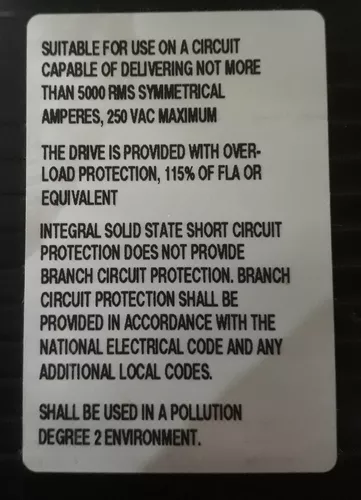 SUITABLE FOR USE ON A CIRCUIT
CAPABLE OF DELIVERING NOT MORE
THAN 5000 RMS SYMMETRICAL
AMPERES, 250 VAC MAXIMUM
THE DRIVE IS PROVIDED WITH OVER-
LOAD PROTECTION, 115% OF FLA OR
EQUIVALENT
INTEGRAL SOLID STATE SHORT CIRCUIT
PROTECTION DOES NOT PROVIDE
BRANCH CIRCUIT PROTECTION. BRANCH
CIRCUIT PROTECTION SHALL BE
PROVIDED IN ACCORDANCE WITH THE
NATIONAL ELECTRICAL CODE AND ANY
ADDITIONAL LOCAL CODES.
SHALL BE USED IN A POLLUTION
DEGREE 2 ENVIRONMENT.